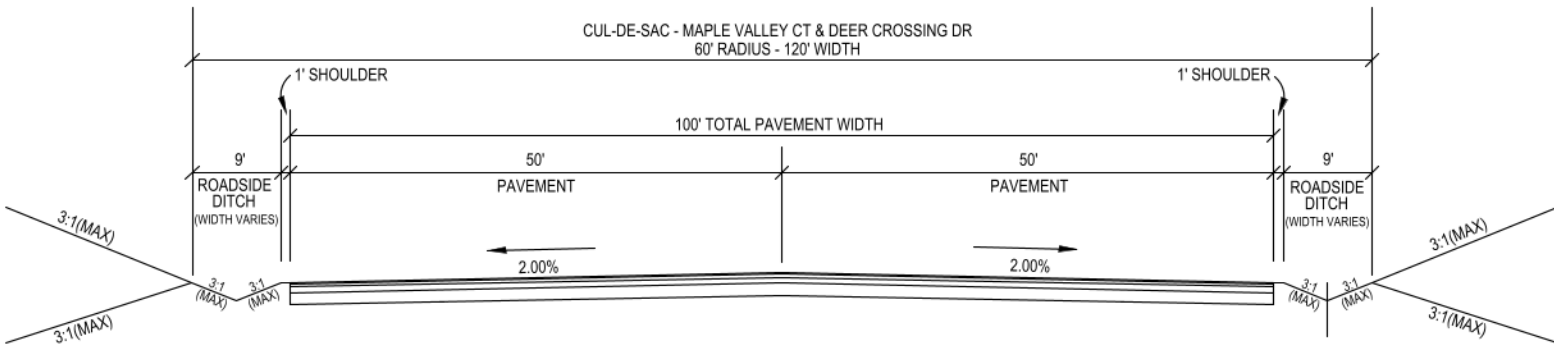 CUL-DE-SAC - MAPLE VALLEY CT & DEER CROSSING DR
60' RADIUS - 120' WIDTH
1' SHOULDER
1' SHOULDER
100' TOTAL PAVEMENT WIDTH
9'
50'
50'
9'
ROADSIDE
DITCH
(WIDTH VARIES)
PAVEMENT
PAVEMENT
ROADSIDE
DITCH
(WIDTH VARIES)
3:1(MAX)
3:1(MAX)
2.00%
2.00%
3:1
(MAX)
3:1
(MAX)
3:1
(MAX)
3:1
(MAX)
3:1(MAX)
3:1(MAX)